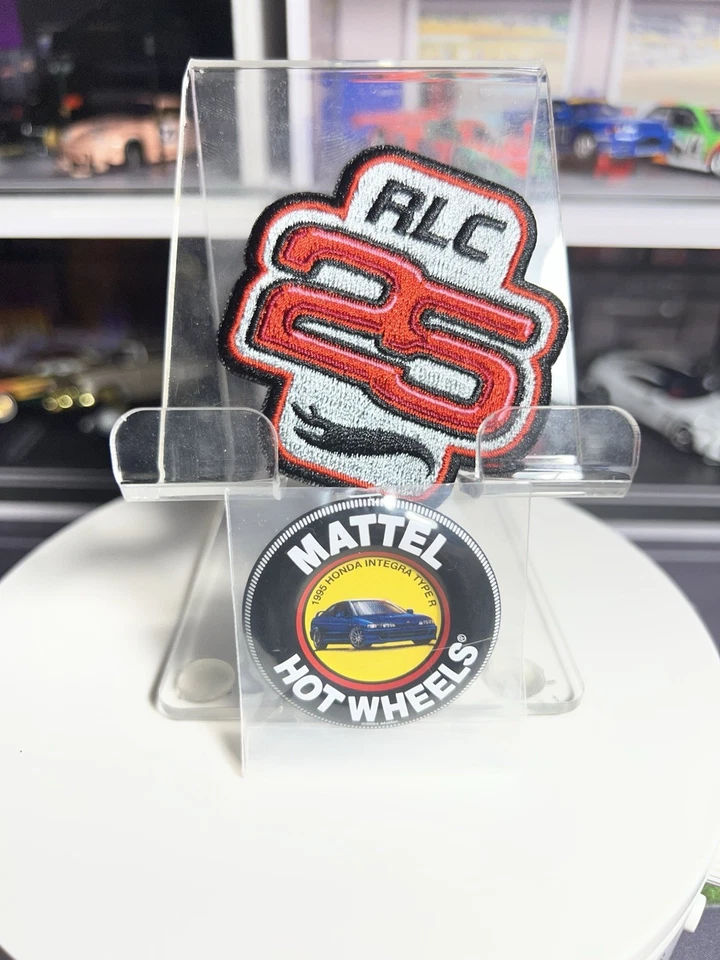 RLC
25
MATTEL
1995 HONDA INTEGRA TYPE R
HOT WHEELS®